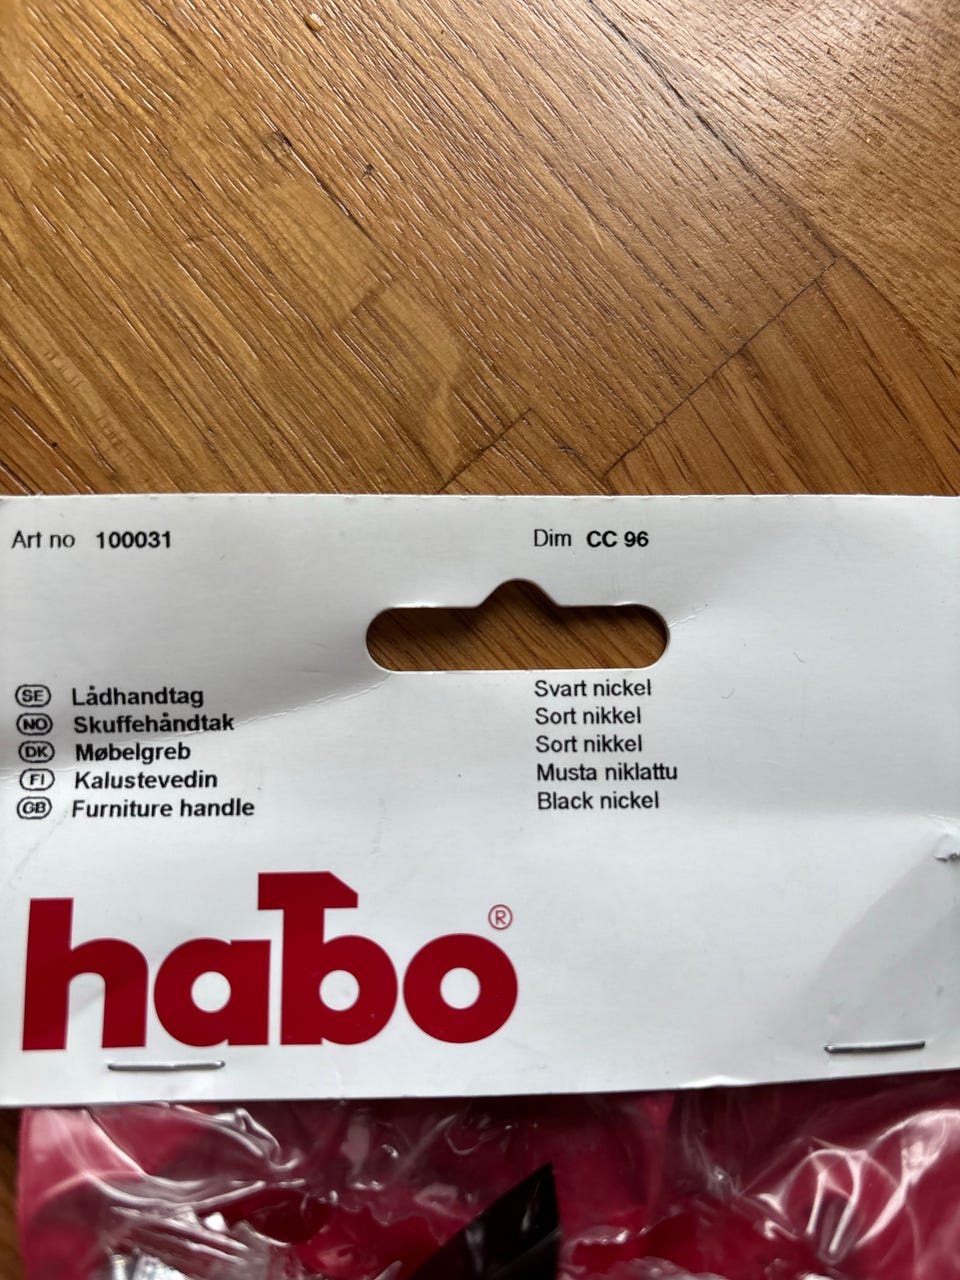 Art no 100031 Dim CC 96
SE Lådhandtag Svart nickel
NO Skuffehåndtak Sort nikkel
DK Møbelgreb Sort nikkel
FI Kalustevedin Musta niklattu
GB Furniture handle Black nickel
habo®